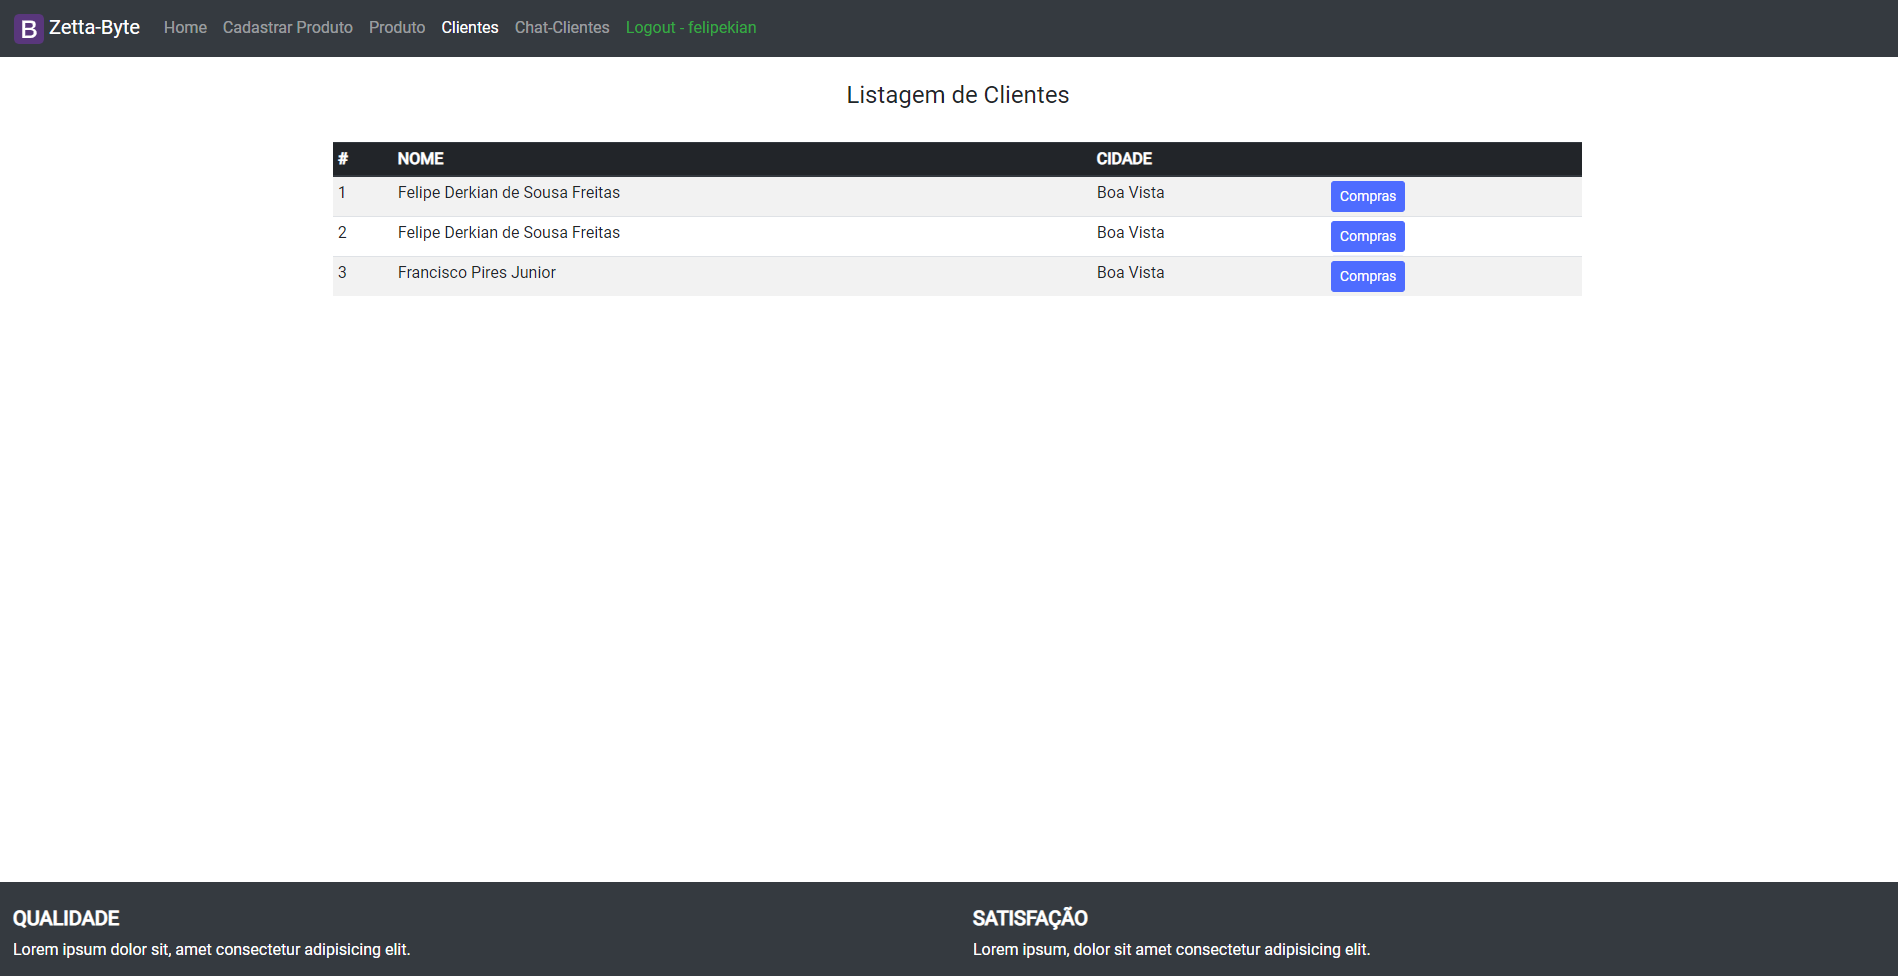 B Zetta-Byte Home Cadastrar Produto Produto Clientes Chat-Clientes Logout - felipekian
Listagem de Clientes
# NOME CIDADE
1 Felipe Derkian de Sousa Freitas Boa Vista Compras
2 Felipe Derkian de Sousa Freitas Boa Vista Compras
3 Francisco Pires Junior Boa Vista Compras
QUALIDADE
Lorem ipsum dolor sit, amet consectetur adipisicing elit.
SATISFAÇÃO
Lorem ipsum, dolor sit amet consectetur adipisicing elit.